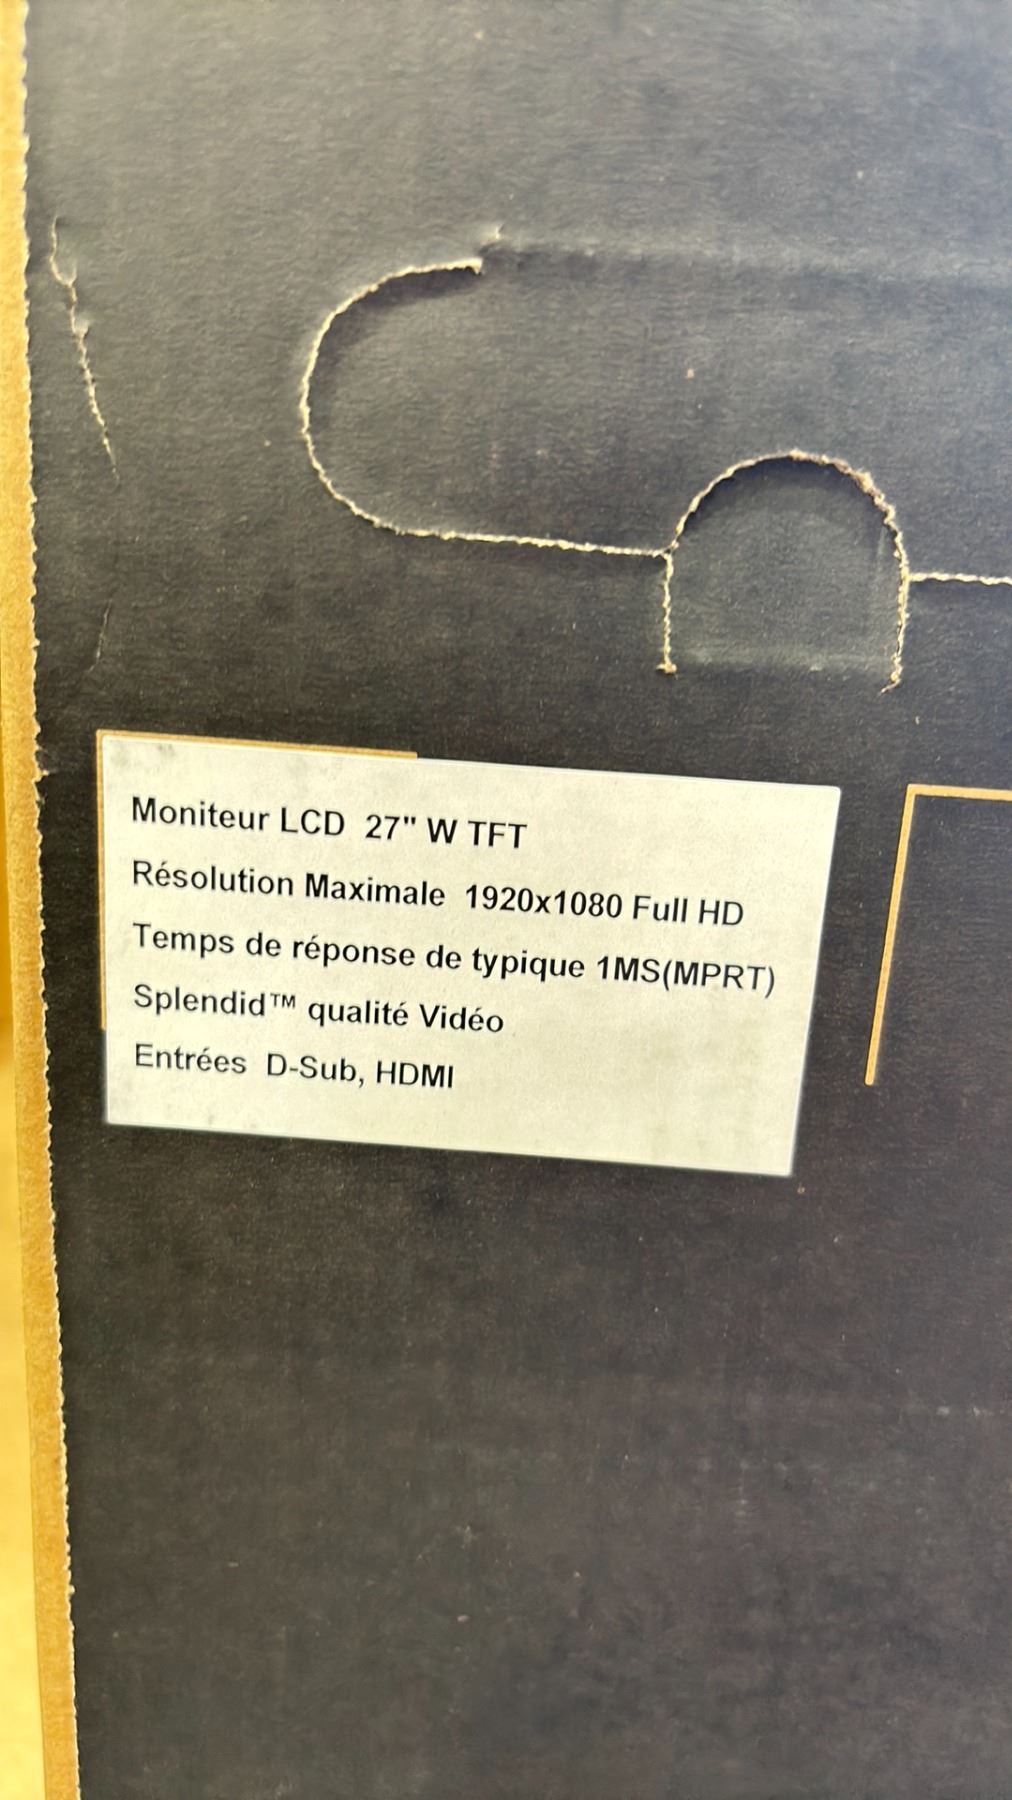 Moniteur LCD  27" W TFT
Résolution Maximale  1920x1080 Full HD
Temps de réponse de typique 1MS(MPRT)
Splendid™ qualité Vidéo
Entrées  D-Sub, HDMI